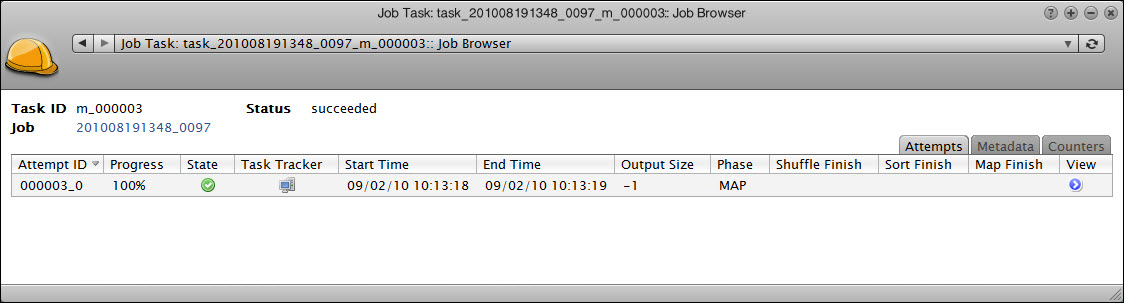 Job Task: task_201008191348_0097_m_000003:: Job Browser
Job Task: task_201008191348_0097_m_000003:: Job Browser
Task ID m_000003 Status succeeded
Job 201008191348_0097
Attempts Metadata Counters
Attempt ID Progress State Task Tracker Start Time End Time Output Size Phase Shuffle Finish Sort Finish Map Finish View
000003_0 100% 09/02/10 10:13:18 09/02/10 10:13:19 -1 MAP